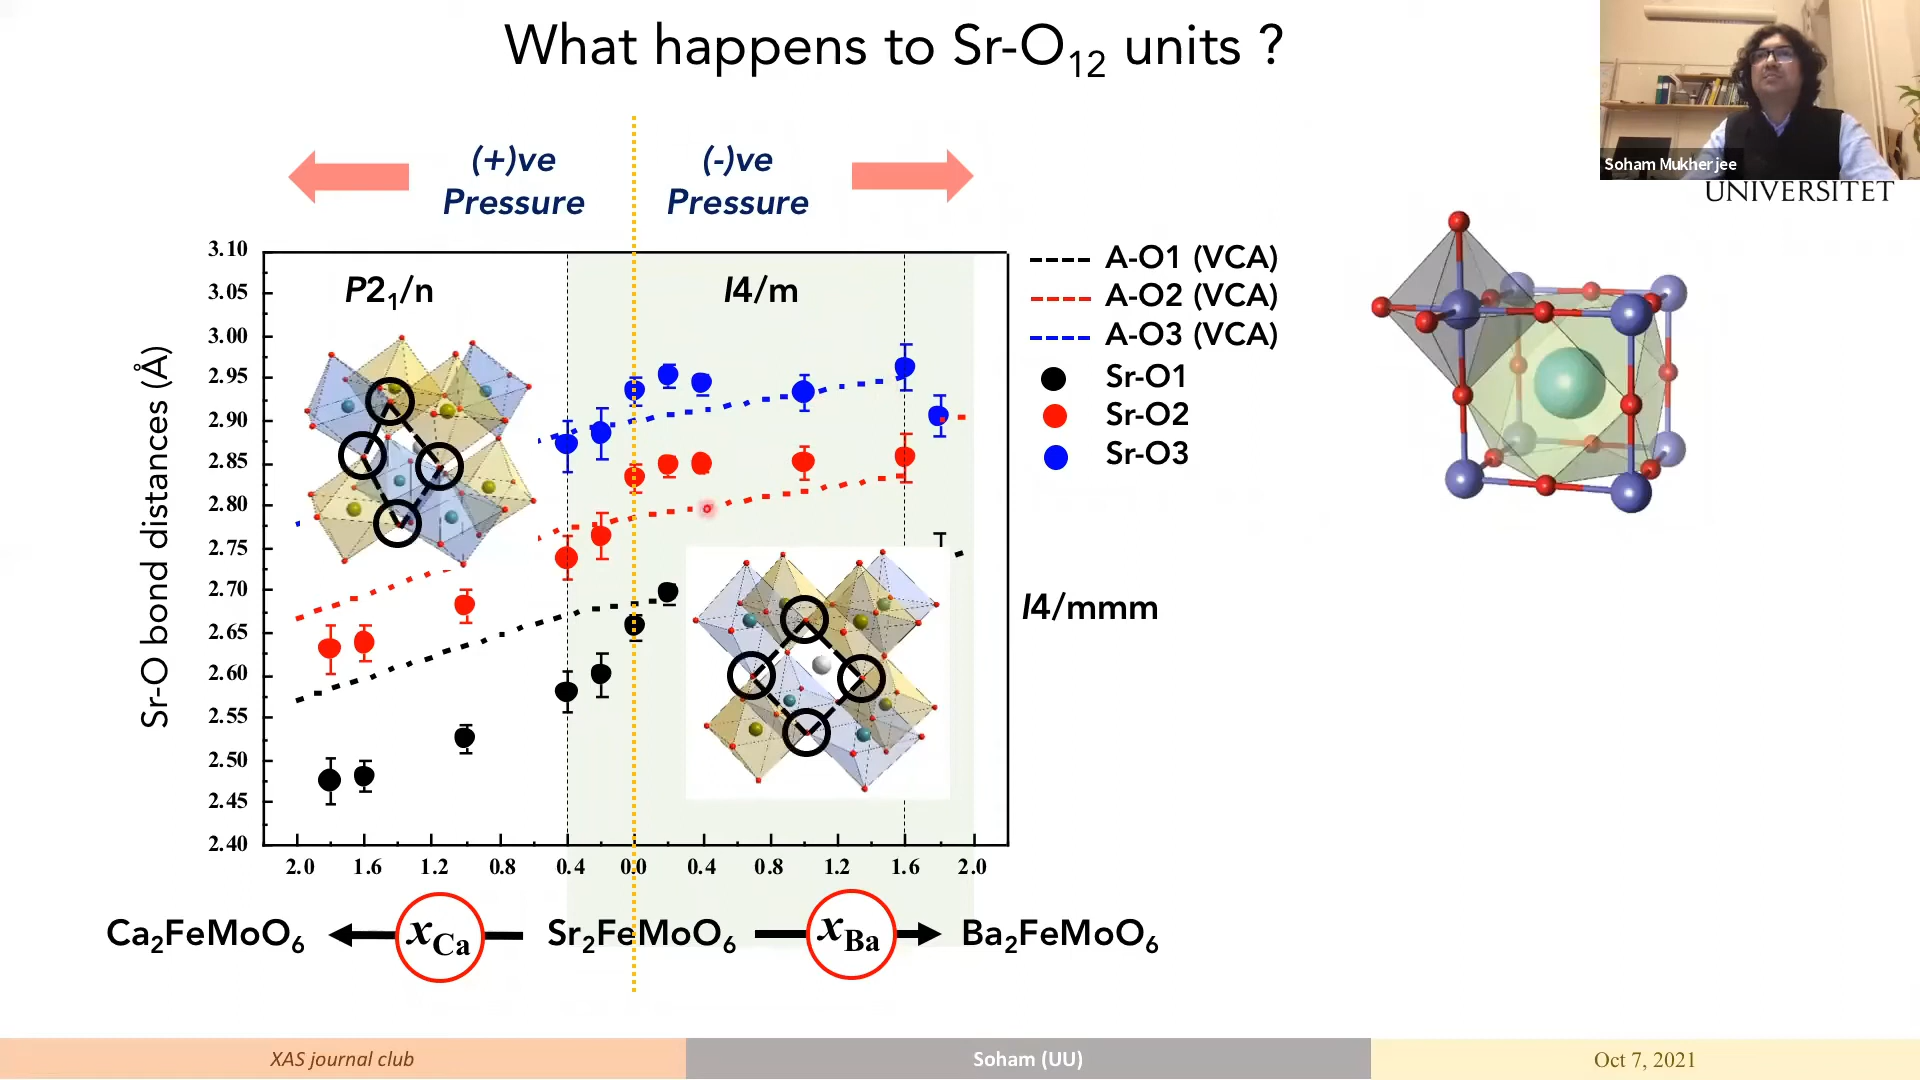 What happens to Sr-O12 units ?
Soham Mukherjee
UNIVERSITET
(+)ve
Pressure
(-)ve
Pressure
A-O1 (VCA)
A-O2 (VCA)
A-O3 (VCA)
Sr-O1
Sr-O2
Sr-O3
P21/n
I4/m
I4/mmm
Sr-O bond distances (Å)
3.10
3.05
3.00
2.95
2.90
2.85
2.80
2.75
2.70
2.65
2.60
2.55
2.50
2.45
2.40
2.0 1.6 1.2 0.8 0.4 0.0 0.4 0.8 1.2 1.6 2.0
Ca2FeMoO6 xCa Sr2FeMoO6 xBa Ba2FeMoO6
XAS journal club
Soham (UU)
Oct 7, 2021